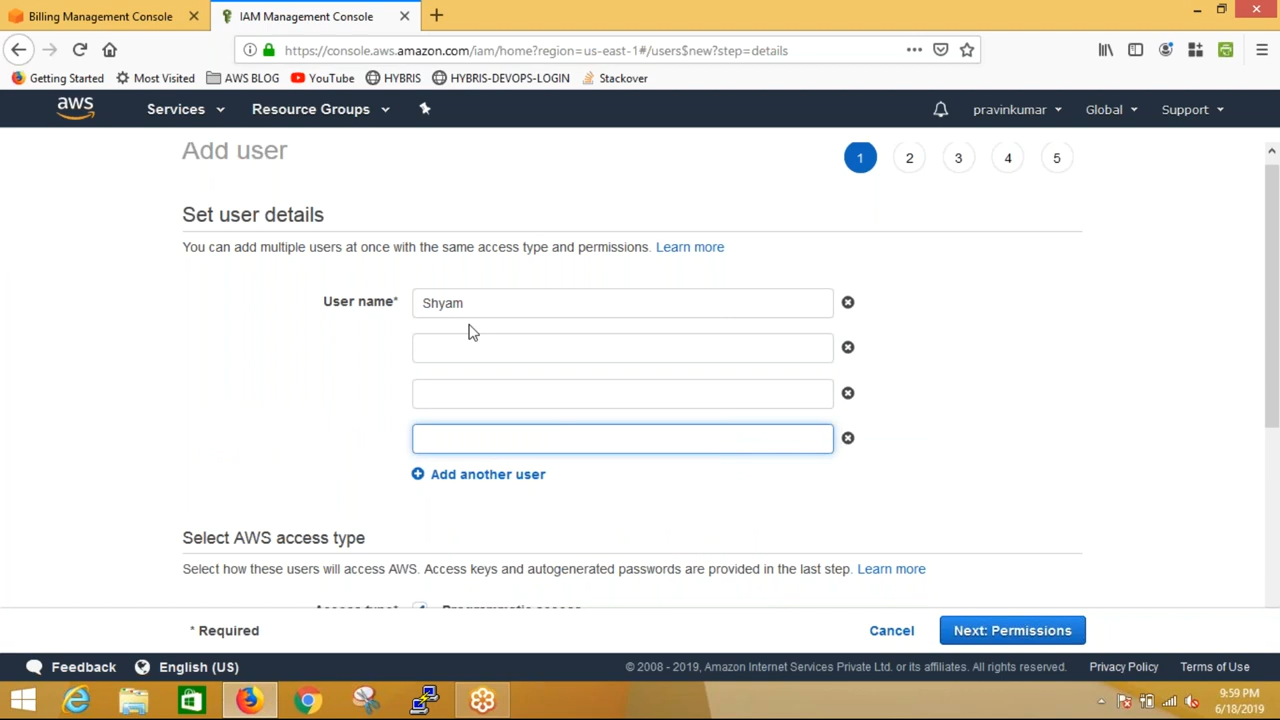 Billing Management Console
IAM Management Console
https://console.aws.amazon.com/iam/home?region=us-east-1#/users$new?step=details
Getting Started
Most Visited
AWS BLOG
YouTube
HYBRIS
HYBRIS-DEVOPS-LOGIN
Stackover
aws
Services
Resource Groups
pravinkumar
Global
Support
Add user
1
2
3
4
5
Set user details
You can add multiple users at once with the same access type and permissions. Learn more
User name*
Shyam
Add another user
Select AWS access type
Select how these users will access AWS. Access keys and autogenerated passwords are provided in the last step. Learn more
Access type*
Programmatic access
* Required
Cancel
Next: Permissions
Feedback
English (US)
© 2008 - 2019, Amazon Internet Services Private Ltd. or its affiliates. All rights reserved.
Privacy Policy
Terms of Use
9:59 PM
6/18/2019